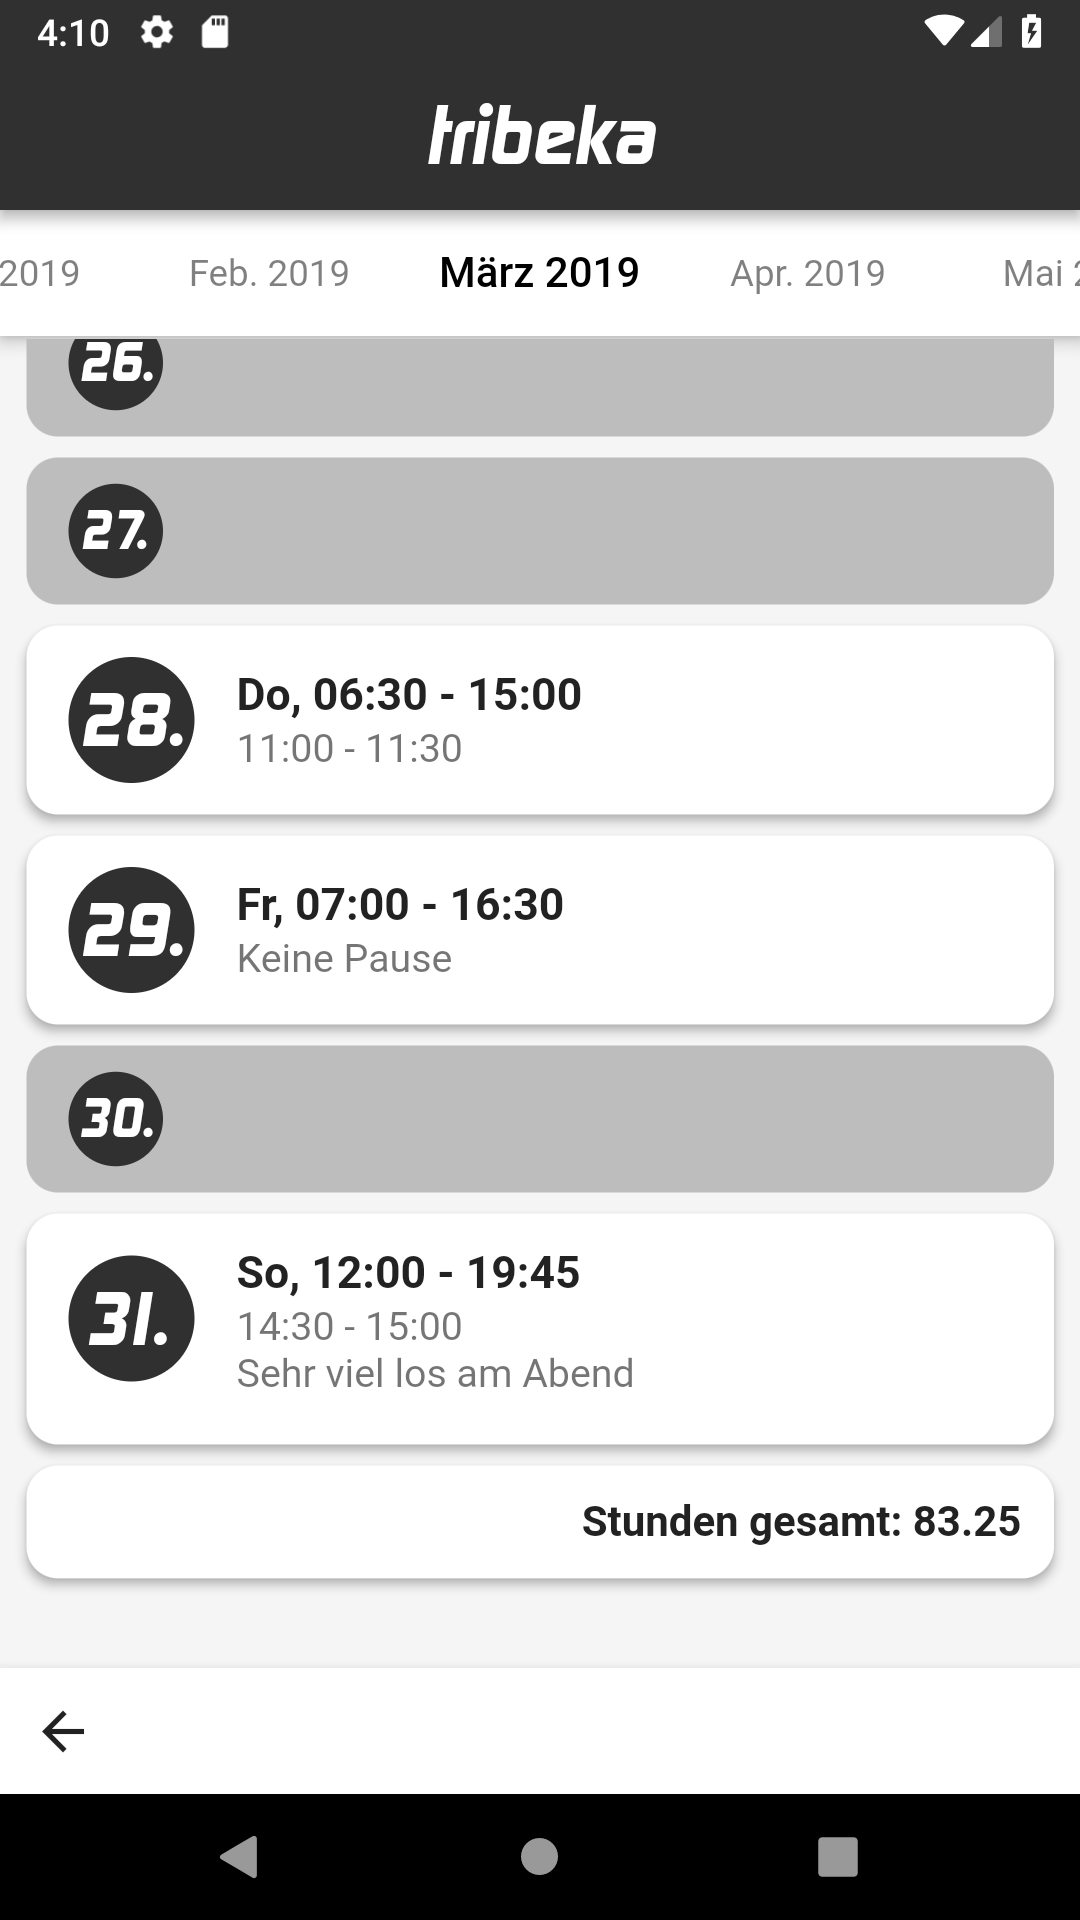 4:10
tribeka
2019 Feb. 2019 März 2019 Apr. 2019 Mai
26.
27.
28.
Do, 06:30 - 15:00
11:00 - 11:30
29.
Fr, 07:00 - 16:30
Keine Pause
30.
31.
So, 12:00 - 19:45
14:30 - 15:00
Sehr viel los am Abend
Stunden gesamt: 83.25